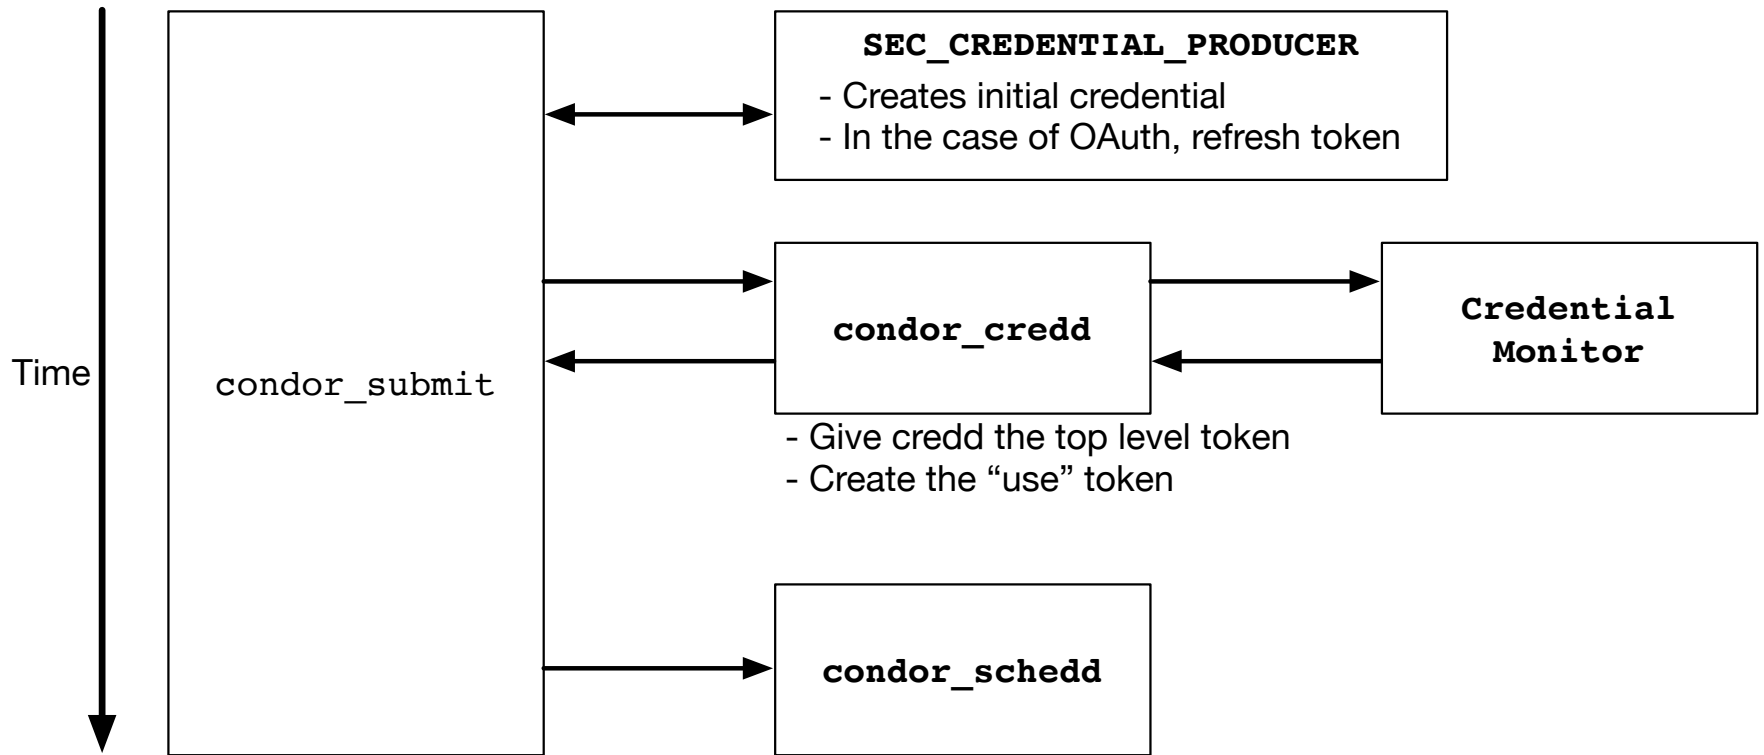 SEC_CREDENTIAL_PRODUCER
- Creates initial credential
- In the case of OAuth, refresh token
Time
condor_submit
condor_credd
Credential
Monitor
- Give credd the top level token
- Create the “use” token
condor_schedd